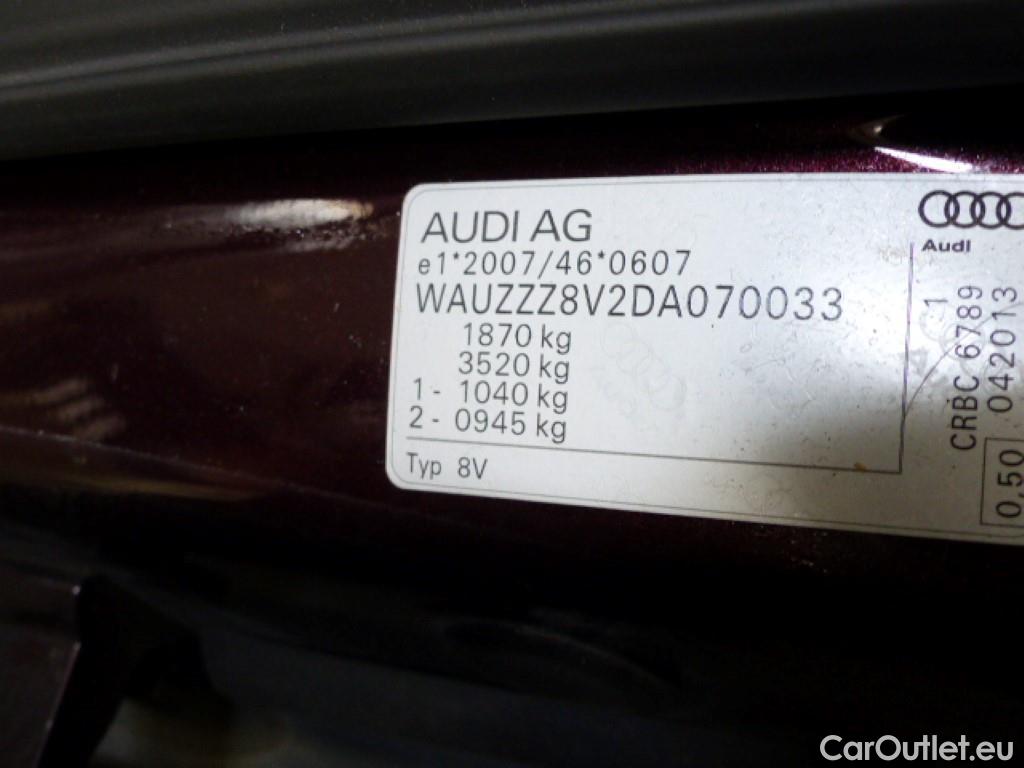 AUDI AG
e1*2007/46*0607
WAUZZZ8V2DA070033
1870 kg
3520 kg
1 - 1040 kg
2 - 0945 kg
Typ 8V
Audi
1
CRBC 6789
042013
0,50
CarOutlet.eu